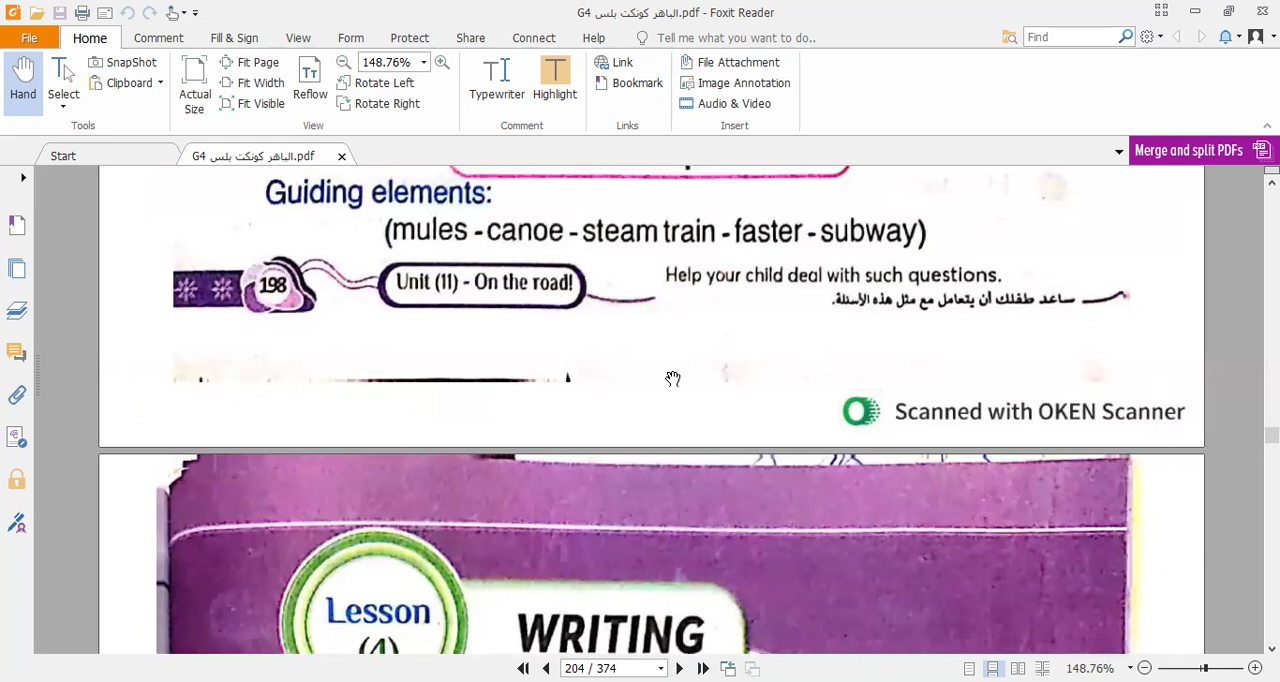 G4 الباهر كونكت بلس.pdf - Foxit Reader
File Home Comment Fill & Sign View Form Protect Share Connect Help Tell me what you want to do.. Find
Hand
Select
SnapShot
Clipboard
Tools
Actual Size
Fit Page
Fit Width
Fit Visible
Reflow
148.76%
Rotate Left
Rotate Right
View
Typewriter
Highlight
Comment
Link
Bookmark
Links
File Attachment
Image Annotation
Audio & Video
Insert
Start
G4 الباهر كونكت بلس.pdf
Merge and split PDFs
Guiding elements:
(mules - canoe - steam train - faster - subway)
198
Unit (11) - On the road!
Help your child deal with such questions.
ساعد طفلك أن يتعامل مع مثل هذه الأسئلة.
Scanned with OKEN Scanner
Lesson
(4)
WRITING
204 / 374
148.76%